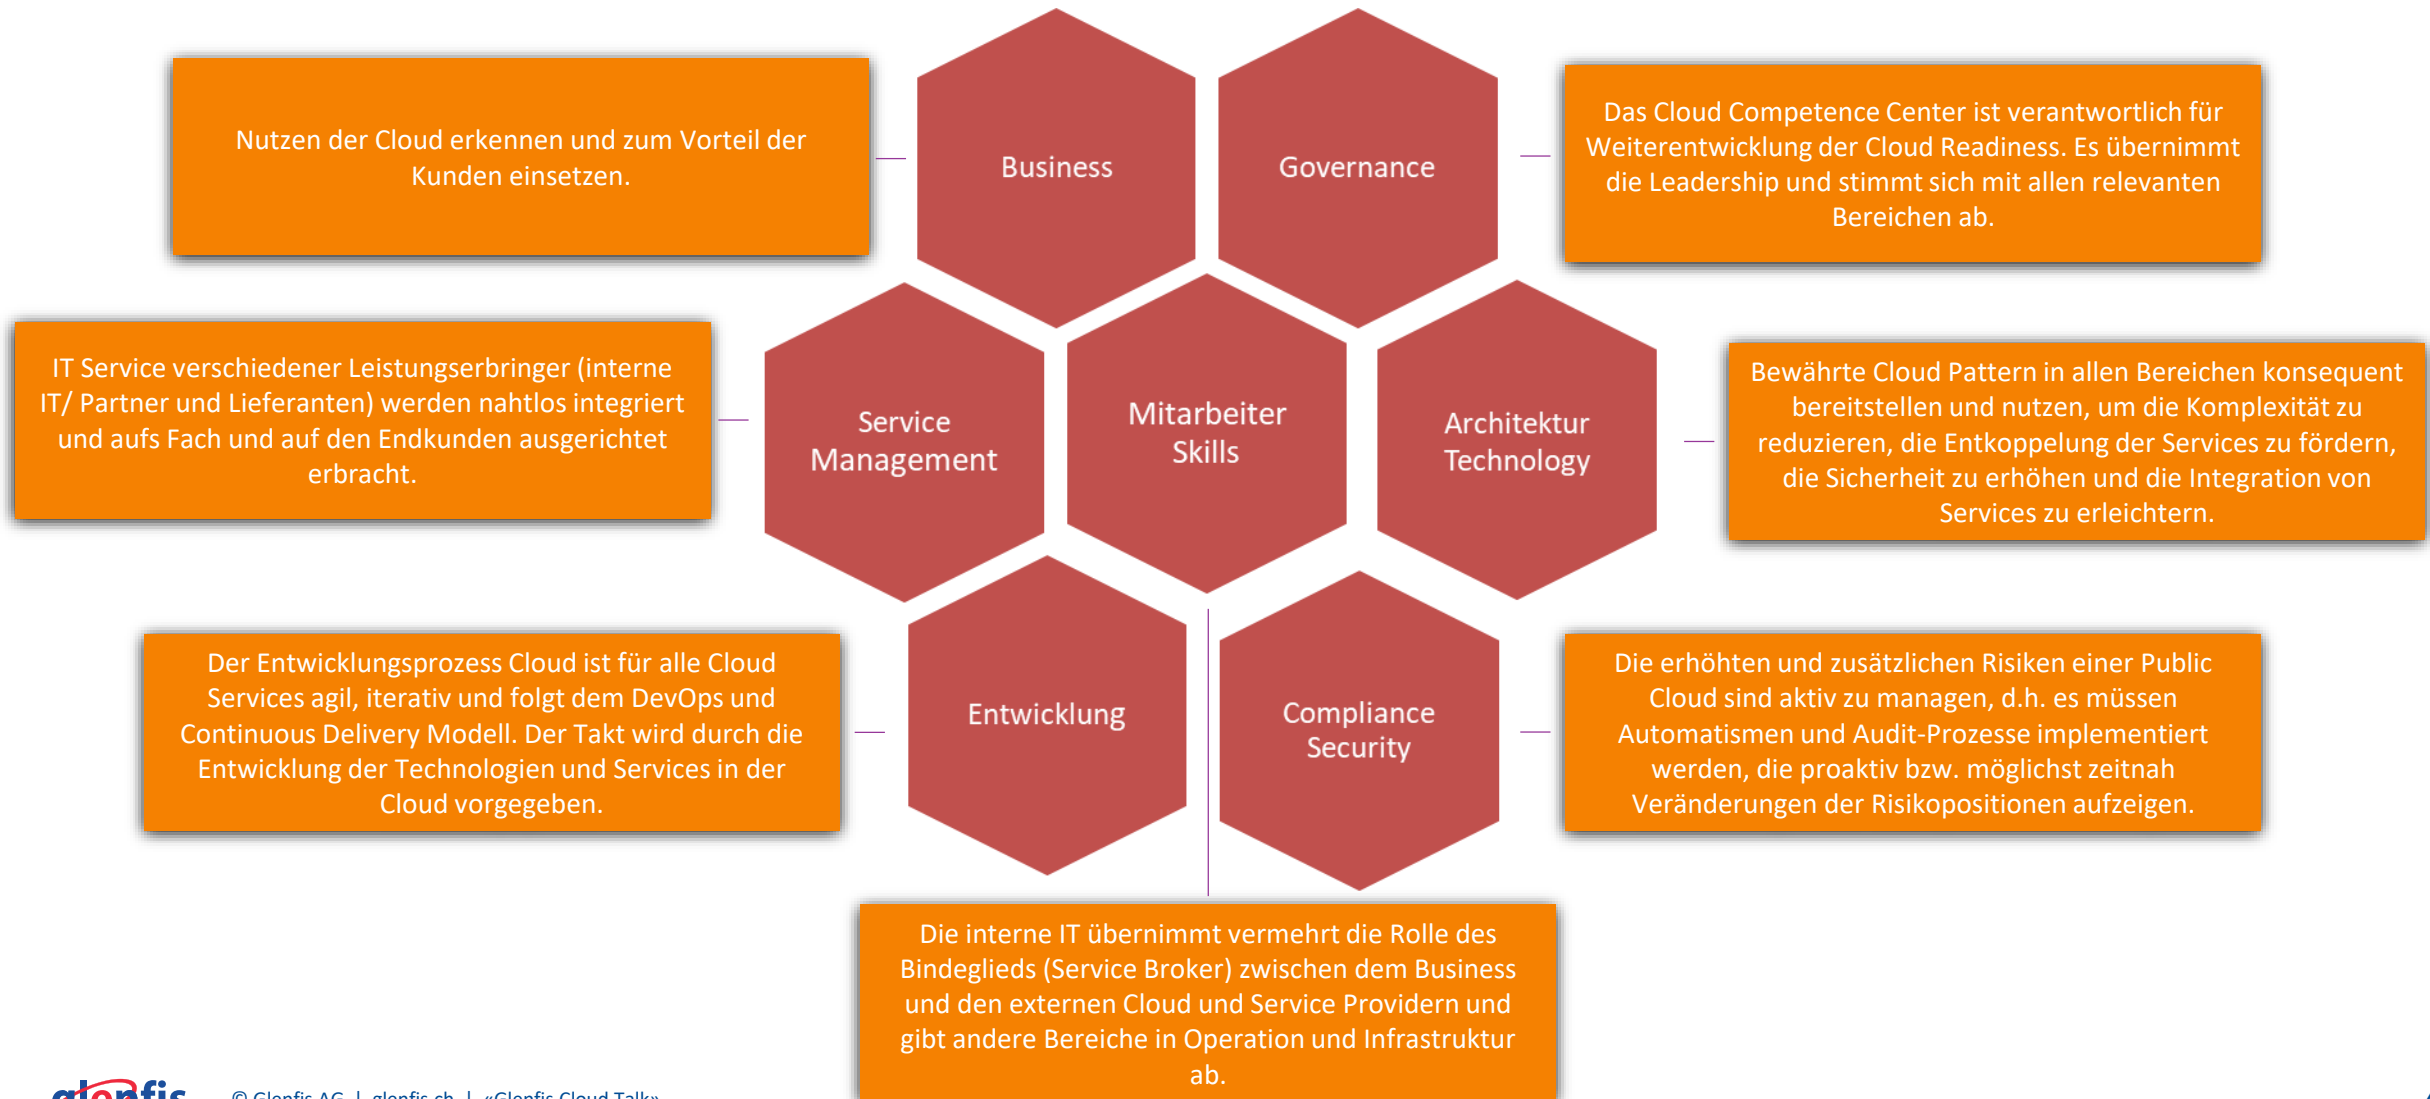 Nutzen der Cloud erkennen und zum Vorteil der
Kunden einsetzen.
Business
Governance
Das Cloud Competence Center ist verantwortlich für
Weiterentwicklung der Cloud Readiness. Es übernimmt
die Leadership und stimmt sich mit allen relevanten
Bereichen ab.
IT Service verschiedener Leistungserbringer (interne
IT/ Partner und Lieferanten) werden nahtlos integriert
und aufs Fach und auf den Endkunden ausgerichtet
erbracht.
Service
Management
Mitarbeiter
Skills
Architektur
Technology
Bewährte Cloud Pattern in allen Bereichen konsequent
bereitstellen und nutzen, um die Komplexität zu
reduzieren, die Entkoppelung der Services zu fördern,
die Sicherheit zu erhöhen und die Integration von
Services zu erleichtern.
Der Entwicklungsprozess Cloud ist für alle Cloud
Services agil, iterativ und folgt dem DevOps und
Continuous Delivery Modell. Der Takt wird durch die
Entwicklung der Technologien und Services in der
Cloud vorgegeben.
Entwicklung
Compliance
Security
Die erhöhten und zusätzlichen Risiken einer Public
Cloud sind aktiv zu managen, d.h. es müssen
Automatismen und Audit-Prozesse implementiert
werden, die proaktiv bzw. möglichst zeitnah
Veränderungen der Risikopositionen aufzeigen.
Die interne IT übernimmt vermehrt die Rolle des
Bindeglieds (Service Broker) zwischen dem Business
und den externen Cloud und Service Providern und
gibt andere Bereiche in Operation und Infrastruktur
ab.
glenfis
© Glenfis AG | glenfis.ch | «Glenfis Cloud Talk»